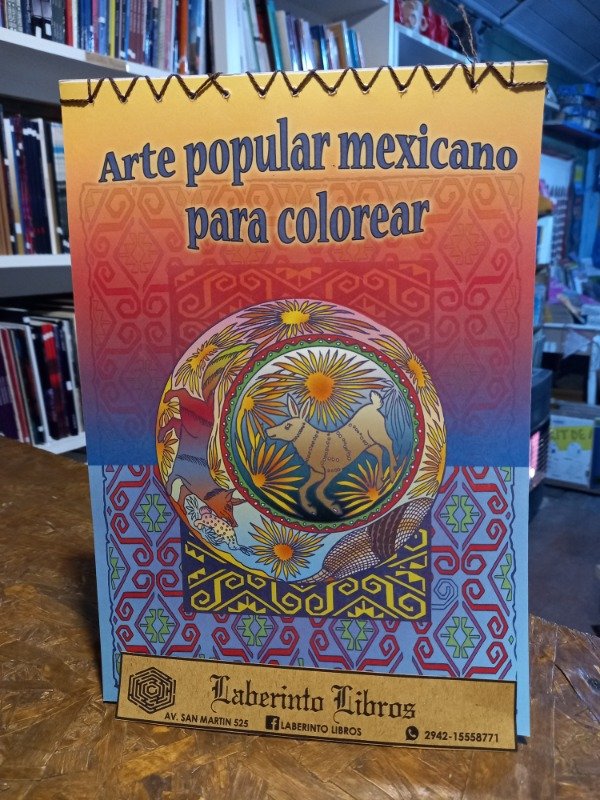 Arte popular mexicano
para colorear
Laberinto Libros
AV. SAN MARTIN 525
LABERINTO LIBROS
2942-15558771